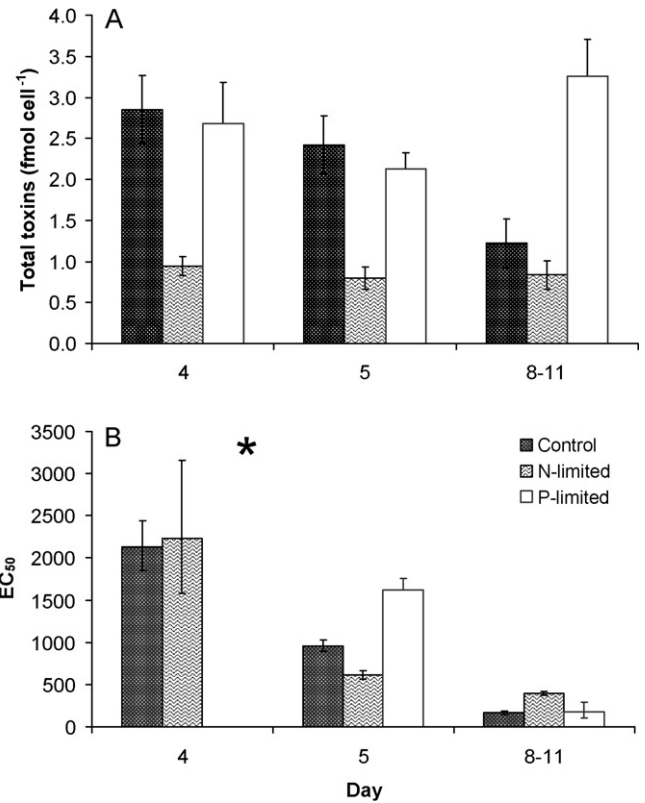 A
Total toxins (fmol cell⁻¹)
4.0
3.5
3.0
2.5
2.0
1.5
1.0
0.5
0.0
4 5 8-11
B
*
EC₅₀
3500
3000
2500
2000
1500
1000
500
0
Control
N-limited
P-limited
4 5 8-11
Day